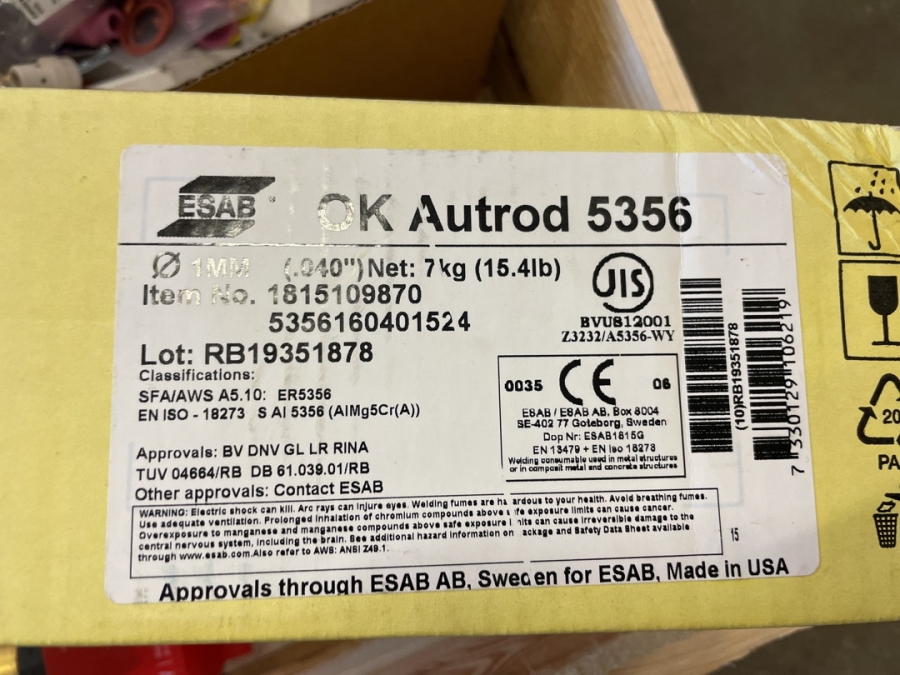 ESAB
OK Autrod 5356
Ø 1MM (.040") Net: 7kg (15.4lb)
Item No. 1815109870
5356160401524
Lot: RB19351878
Classifications:
SFA/AWS A5.10: ER5356
EN ISO - 18273 S Al 5356 (AlMg5Cr(A))
Approvals: BV DNV GL LR RINA
TUV 04664/RB DB 61.039.01/RB
Other approvals: Contact ESAB
JIS
BVU812001
Z3232/A5356-WY
0035 CE 06
ESAB / ESAB AB, Box 8004
SE-402 77 Goteborg, Sweden
Dop Nr: ESAB1815G
EN 13479 + EN Iso 18273
Welding consumable used in metal structures
or in composit metal and concrete structures
(10)RB19351878
7 330129 106219
WARNING: Electric shock can kill. Arc rays can injure eyes. Welding fumes are ha ardous to your health. Avoid breathing fumes.
Use adequate ventilation. Prolonged inhalation of chromium compounds above s fe exposure limits can cause cancer.
Overexposure to manganese and manganese compounds above safe exposure l its can cause irreversible damage to the
central nervous system, including the brain. See additional hazard information on ackage and Safety Data Sheet available
through www.esab.com. Also refer to AWS: ANSI Z49.1.
15
Approvals through ESAB AB, Sweden for ESAB, Made in USA
20
PA